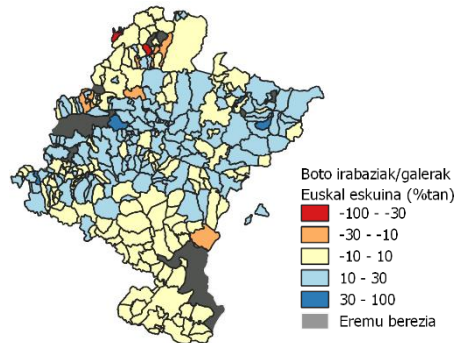 Boto irabaziak/galerak
Euskal eskuina (%tan)
-100 - -30
-30 - -10
-10 - 10
10 - 30
30 - 100
Eremu berezia